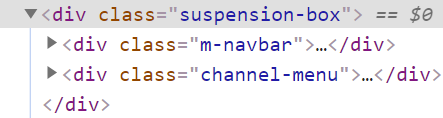 ▼<div class="suspension-box"> == $0
▶<div class="m-navbar">…</div>
▶<div class="channel-menu">…</div>
</div>